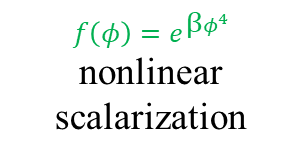 f(ϕ) = e^{βϕ⁴}
nonlinear
scalarization